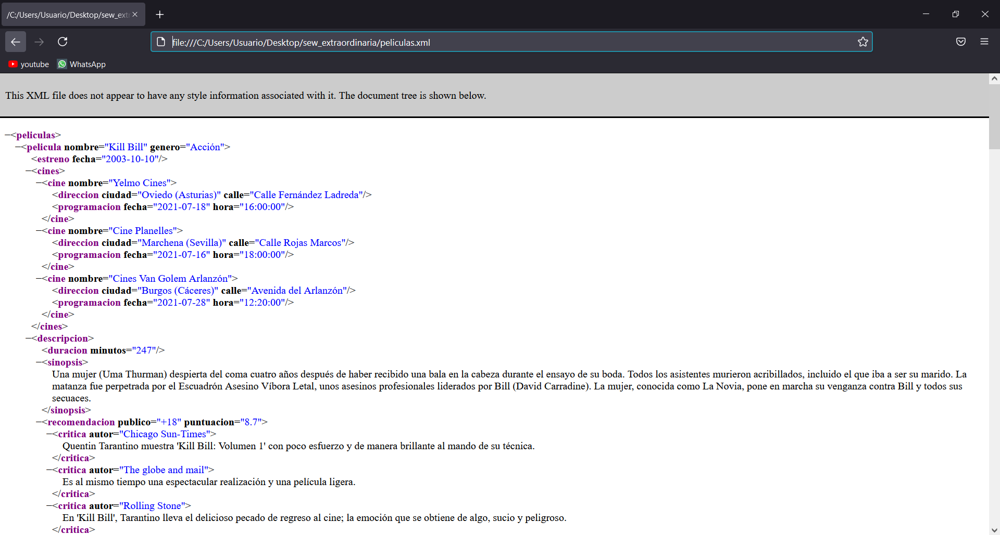 /C:/Users/Usuario/Desktop/sew_extr
file:///C:/Users/Usuario/Desktop/sew_extraordinaria/peliculas.xml
youtube WhatsApp
This XML file does not appear to have any style information associated with it. The document tree is shown below.
−<peliculas>
−<pelicula nombre="Kill Bill" genero="Acción">
<estreno fecha="2003-10-10"/>
−<cines>
−<cine nombre="Yelmo Cines">
<direccion ciudad="Oviedo (Asturias)" calle="Calle Fernández Ladreda"/>
<programacion fecha="2021-07-18" hora="16:00:00"/>
</cine>
−<cine nombre="Cine Planelles">
<direccion ciudad="Marchena (Sevilla)" calle="Calle Rojas Marcos"/>
<programacion fecha="2021-07-16" hora="18:00:00"/>
</cine>
−<cine nombre="Cines Van Golem Arlanzón">
<direccion ciudad="Burgos (Cáceres)" calle="Avenida del Arlanzón"/>
<programacion fecha="2021-07-28" hora="12:20:00"/>
</cine>
</cines>
−<descripcion>
<duracion minutos="247"/>
−<sinopsis>
Una mujer (Uma Thurman) despierta del coma cuatro años después de haber recibido una bala en la cabeza durante el ensayo de su boda. Todos los asistentes murieron acribillados, incluido el que iba a ser su marido. La
matanza fue perpetrada por el Escuadrón Asesino Víbora Letal, unos asesinos profesionales liderados por Bill (David Carradine). La mujer, conocida como La Novia, pone en marcha su venganza contra Bill y todos sus
secuaces.
</sinopsis>
−<recomendacion publico="+18" puntuacion="8.7">
−<critica autor="Chicago Sun-Times">
Quentin Tarantino muestra 'Kill Bill: Volumen 1' con poco esfuerzo y de manera brillante al mando de su técnica.
</critica>
−<critica autor="The globe and mail">
Es al mismo tiempo una espectacular realización y una película ligera.
</critica>
−<critica autor="Rolling Stone">
En 'Kill Bill', Tarantino lleva el delicioso pecado de regreso al cine; la emoción que se obtiene de algo, sucio y peligroso.
</critica>